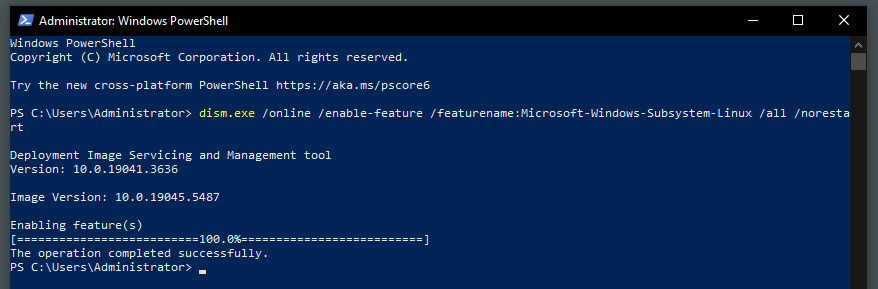 Administrator: Windows PowerShell
Windows PowerShell
Copyright (C) Microsoft Corporation. All rights reserved.
Try the new cross-platform PowerShell https://aka.ms/pscore6
PS C:\Users\Administrator> dism.exe /online /enable-feature /featurename:Microsoft-Windows-Subsystem-Linux /all /noresta
rt
Deployment Image Servicing and Management tool
Version: 10.0.19041.3636
Image Version: 10.0.19045.5487
Enabling feature(s)
[==========================100.0%==========================]
The operation completed successfully.
PS C:\Users\Administrator>